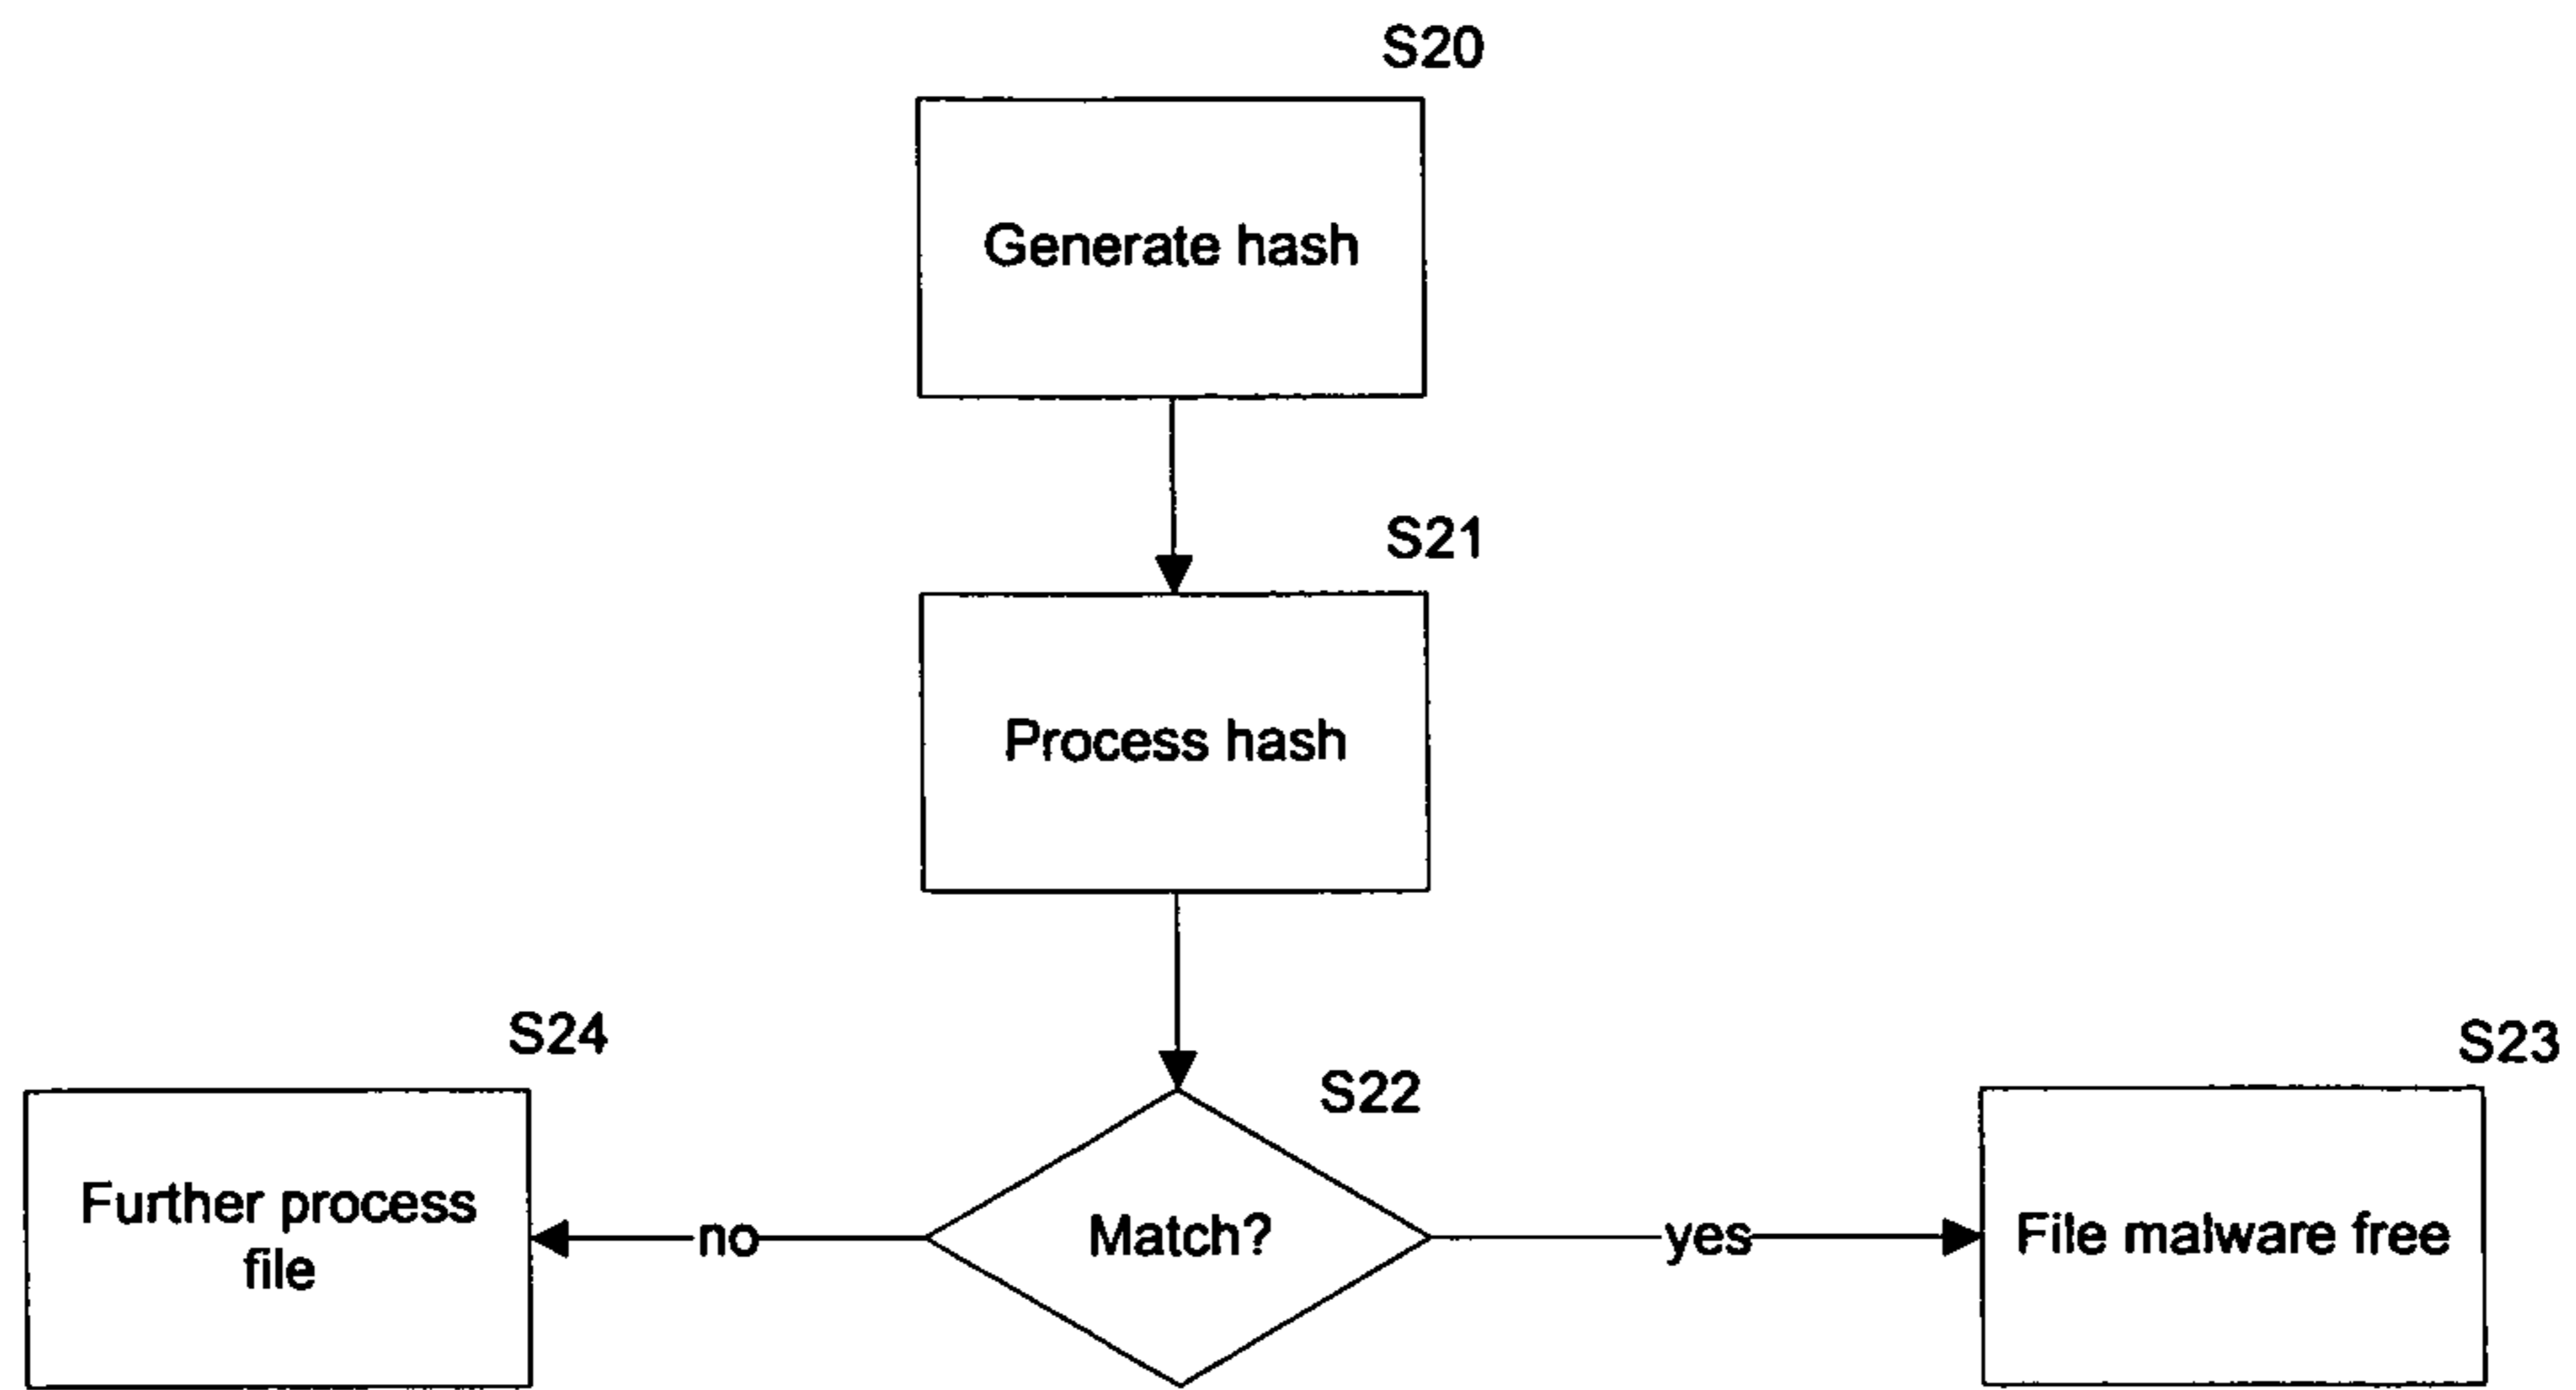 S20
Generate hash
S21
Process hash
S24
S23
S22
Further process
file
no
Match?
yes
File malware free